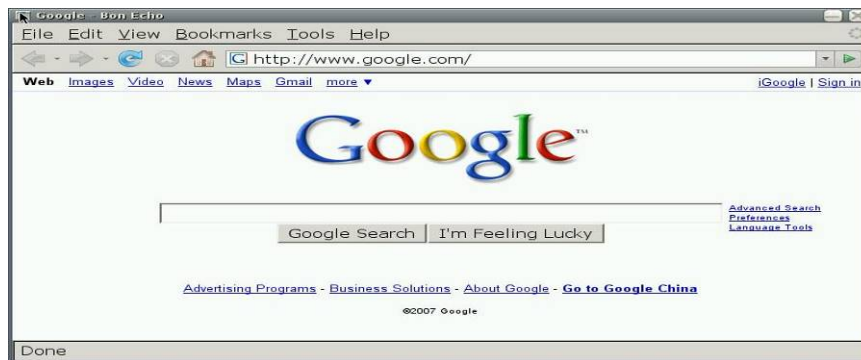 Google - Bon Echo
File Edit View Bookmarks Tools Help
G http://www.google.com/
Web Images Video News Maps Gmail more ▼ iGoogle | Sign in
Google™
Advanced Search
Preferences
Language Tools
Google Search I'm Feeling Lucky
Advertising Programs - Business Solutions - About Google - Go to Google China
©2007 Google
Done